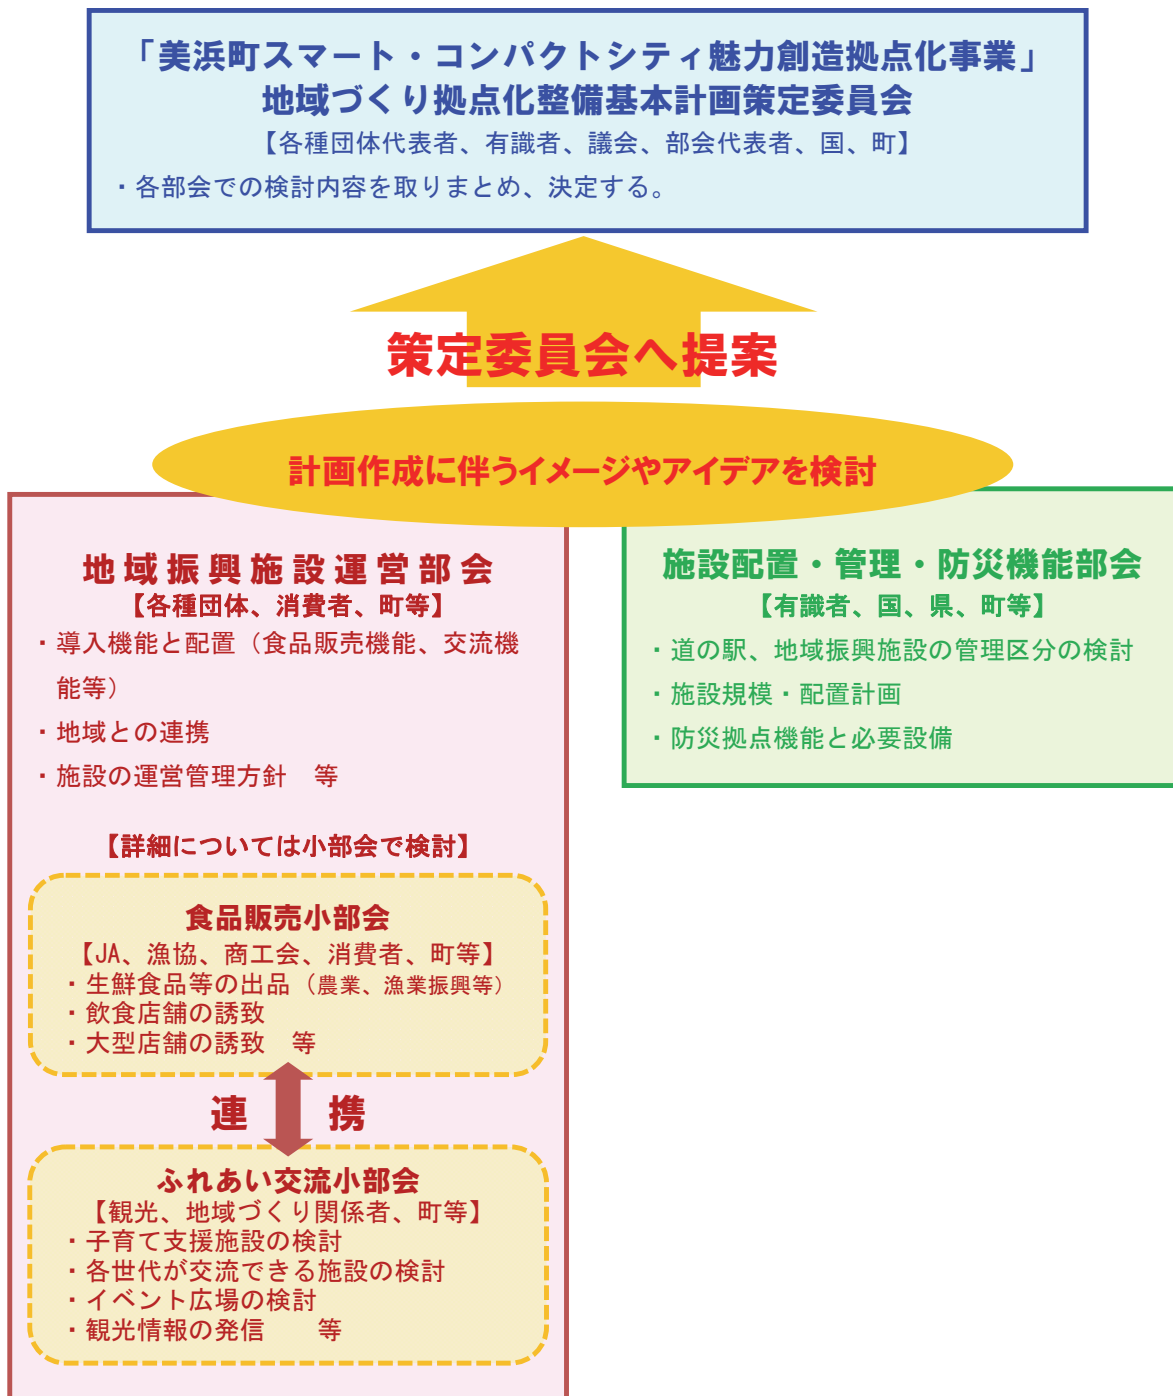 「美浜町スマート・コンパクトシティ魅力創造拠点化事業」
地域づくり拠点化整備基本計画策定委員会
【各種団体代表者、有識者、議会、部会代表者、国、町】
・各部会での検討内容を取りまとめ、決定する。
策定委員会へ提案
計画作成に伴うイメージやアイデアを検討
地域振興施設運営部会
【各種団体、消費者、町等】
・導入機能と配置（食品販売機能、交流機
能等）
・地域との連携
・施設の運営管理方針　等
【詳細については小部会で検討】
食品販売小部会
【JA、漁協、商工会、消費者、町等】
・生鮮食品等の出品（農業、漁業振興等）
・飲食店舗の誘致
・大型店舗の誘致　等
連　携
ふれあい交流小部会
【観光、地域づくり関係者、町等】
・子育て支援施設の検討
・各世代が交流できる施設の検討
・イベント広場の検討
・観光情報の発信　　等
施設配置・管理・防災機能部会
【有識者、国、県、町等】
・道の駅、地域振興施設の管理区分の検討
・施設規模・配置計画
・防災拠点機能と必要設備